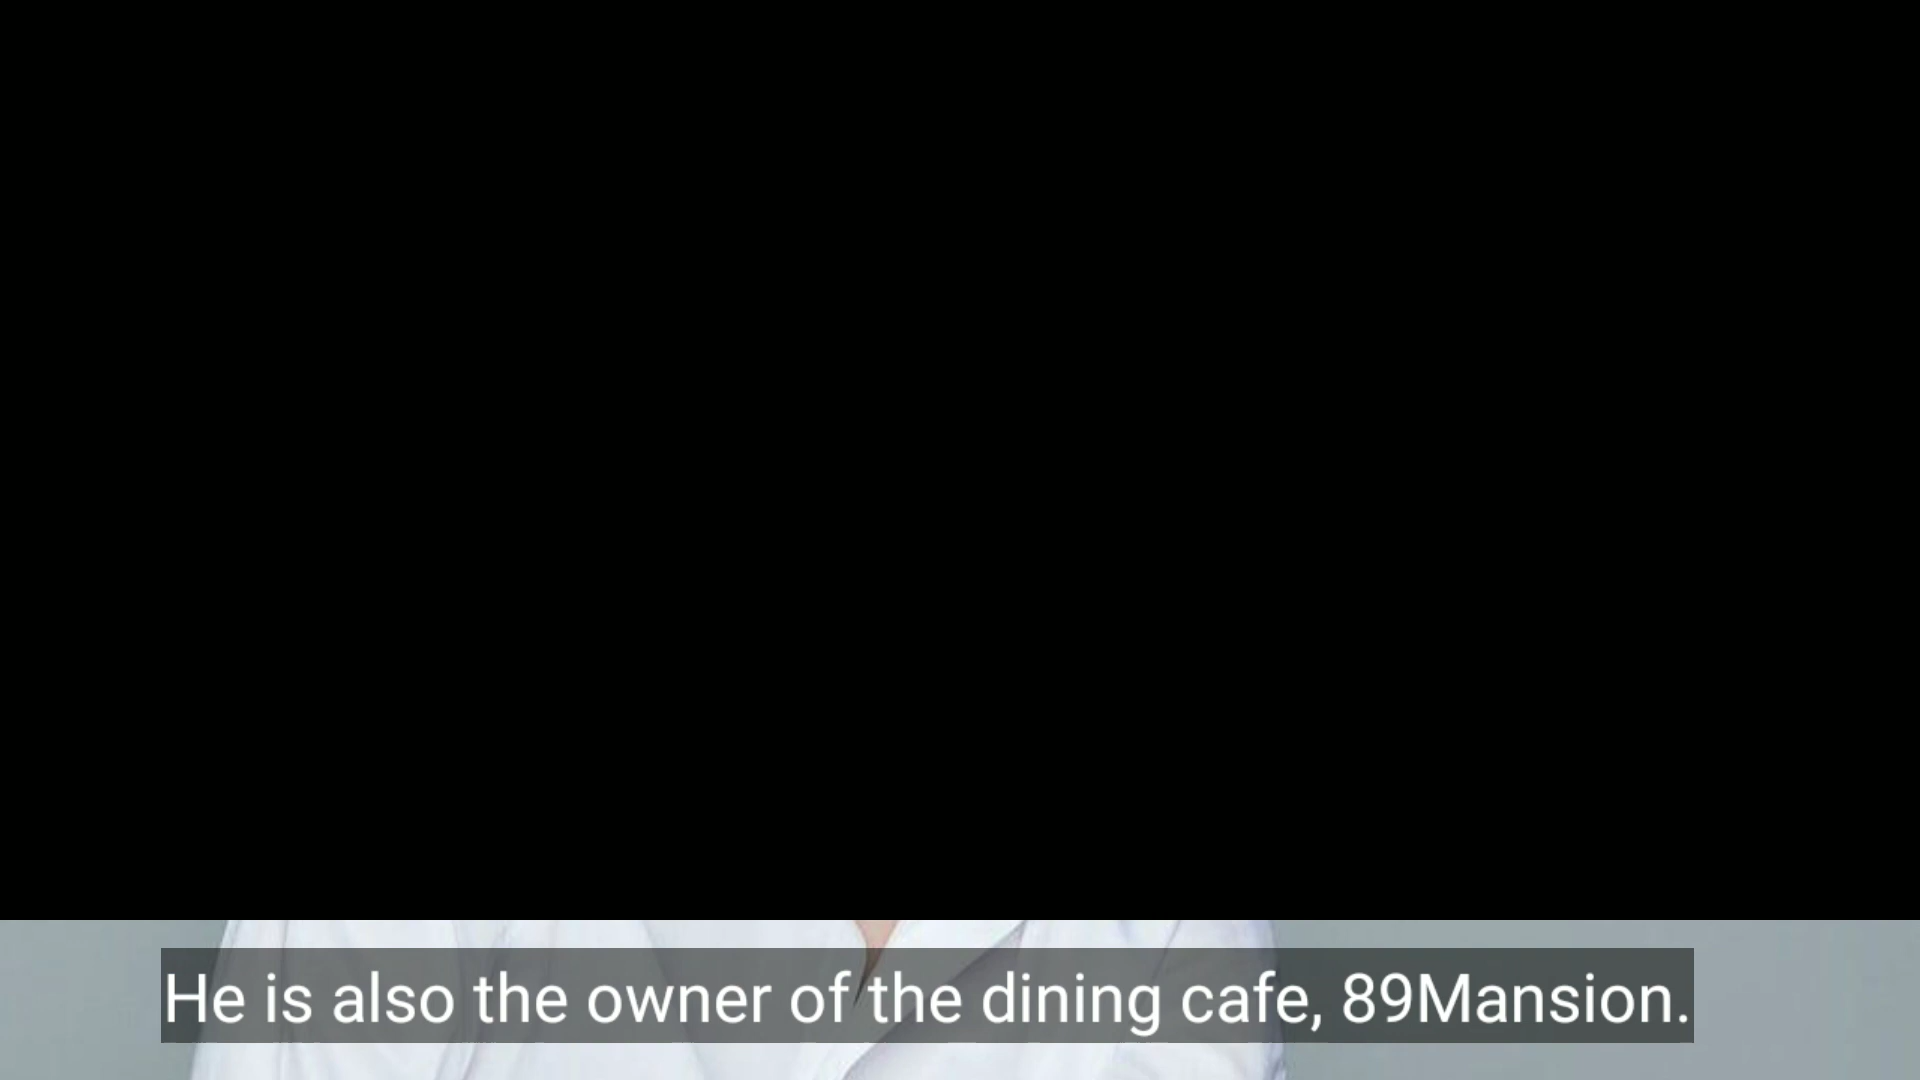 He is also the owner of the dining cafe, 89Mansion.